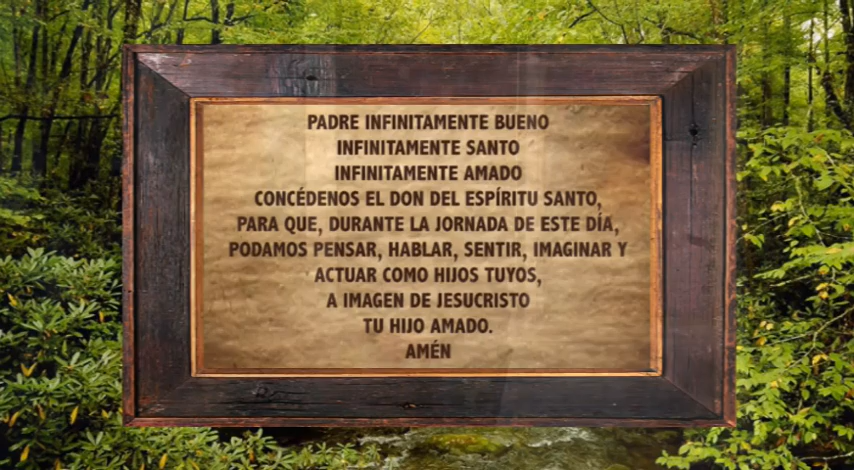 PADRE INFINITAMENTE BUENO
INFINITAMENTE SANTO
INFINITAMENTE AMADO
CONCÉDENOS EL DON DEL ESPÍRITU SANTO,
PARA QUE, DURANTE LA JORNADA DE ESTE DÍA,
PODAMOS PENSAR, HABLAR, SENTIR, IMAGINAR Y
ACTUAR COMO HIJOS TUYOS,
A IMAGEN DE JESUCRISTO
TU HIJO AMADO.
AMÉN